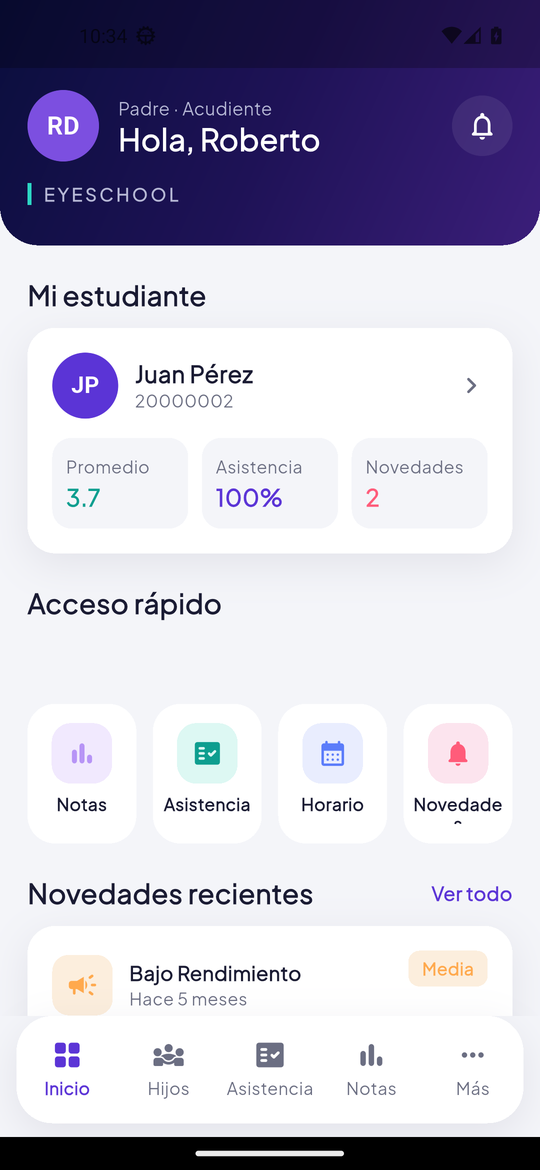 10:34
RD
Padre · Acudiente
Hola, Roberto
EYESCHOOL
Mi estudiante
JP
Juan Pérez
20000002
Promedio
3.7
Asistencia
100%
Novedades
2
Acceso rápido
Notas
Asistencia
Horario
Novedade
s
Novedades recientes
Ver todo
Bajo Rendimiento
Hace 5 meses
Media
Inicio
Hijos
Asistencia
Notas
Más